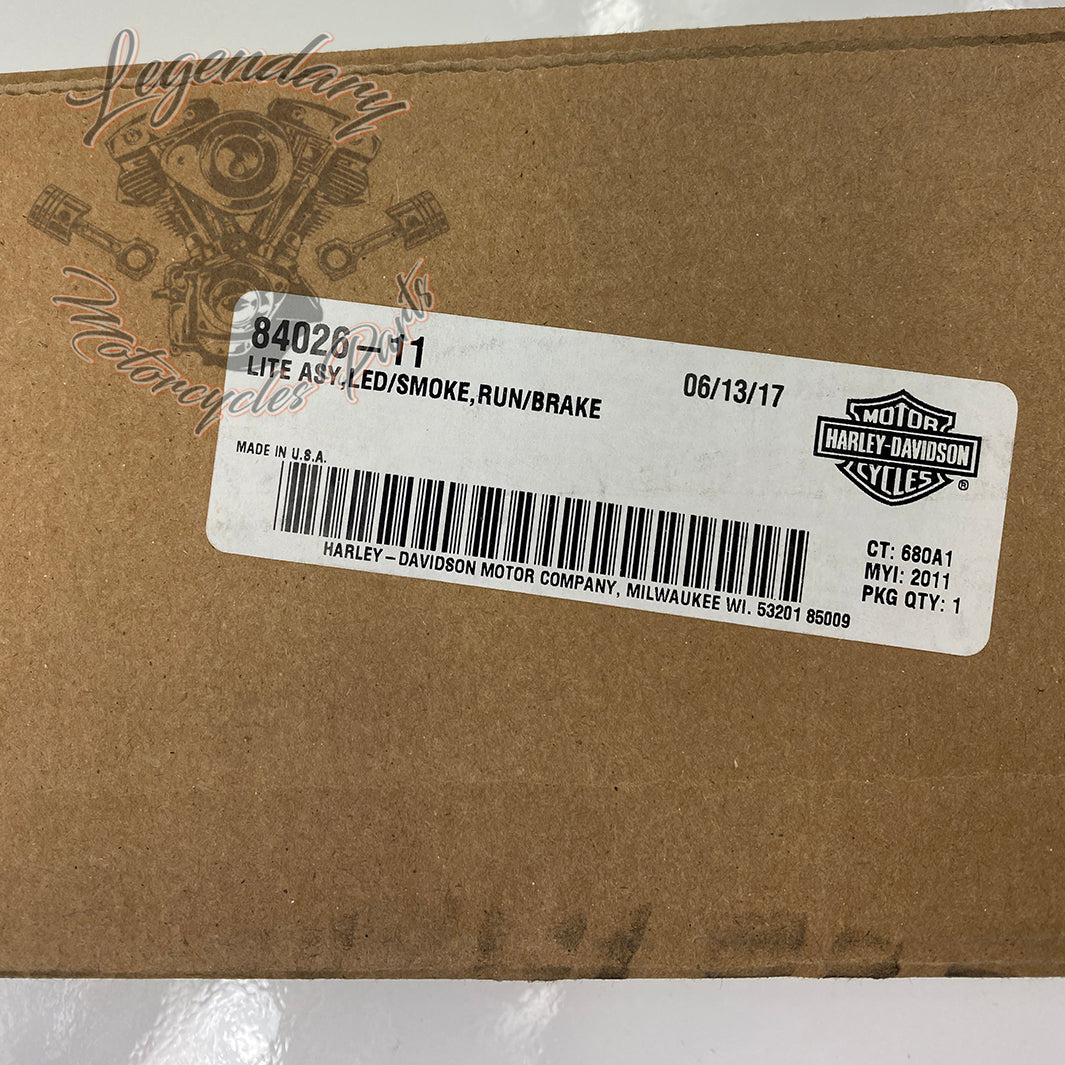 Legendary
Motorcycles Parts
84026-11
LITE ASY,LED/SMOKE,RUN/BRAKE
06/13/17
MADE IN U.S.A.
MOTOR
HARLEY-DAVIDSON
CYCLES
®
HARLEY-DAVIDSON MOTOR COMPANY, MILWAUKEE WI. 53201 85009
CT: 680A1
MYI: 2011
PKG QTY: 1